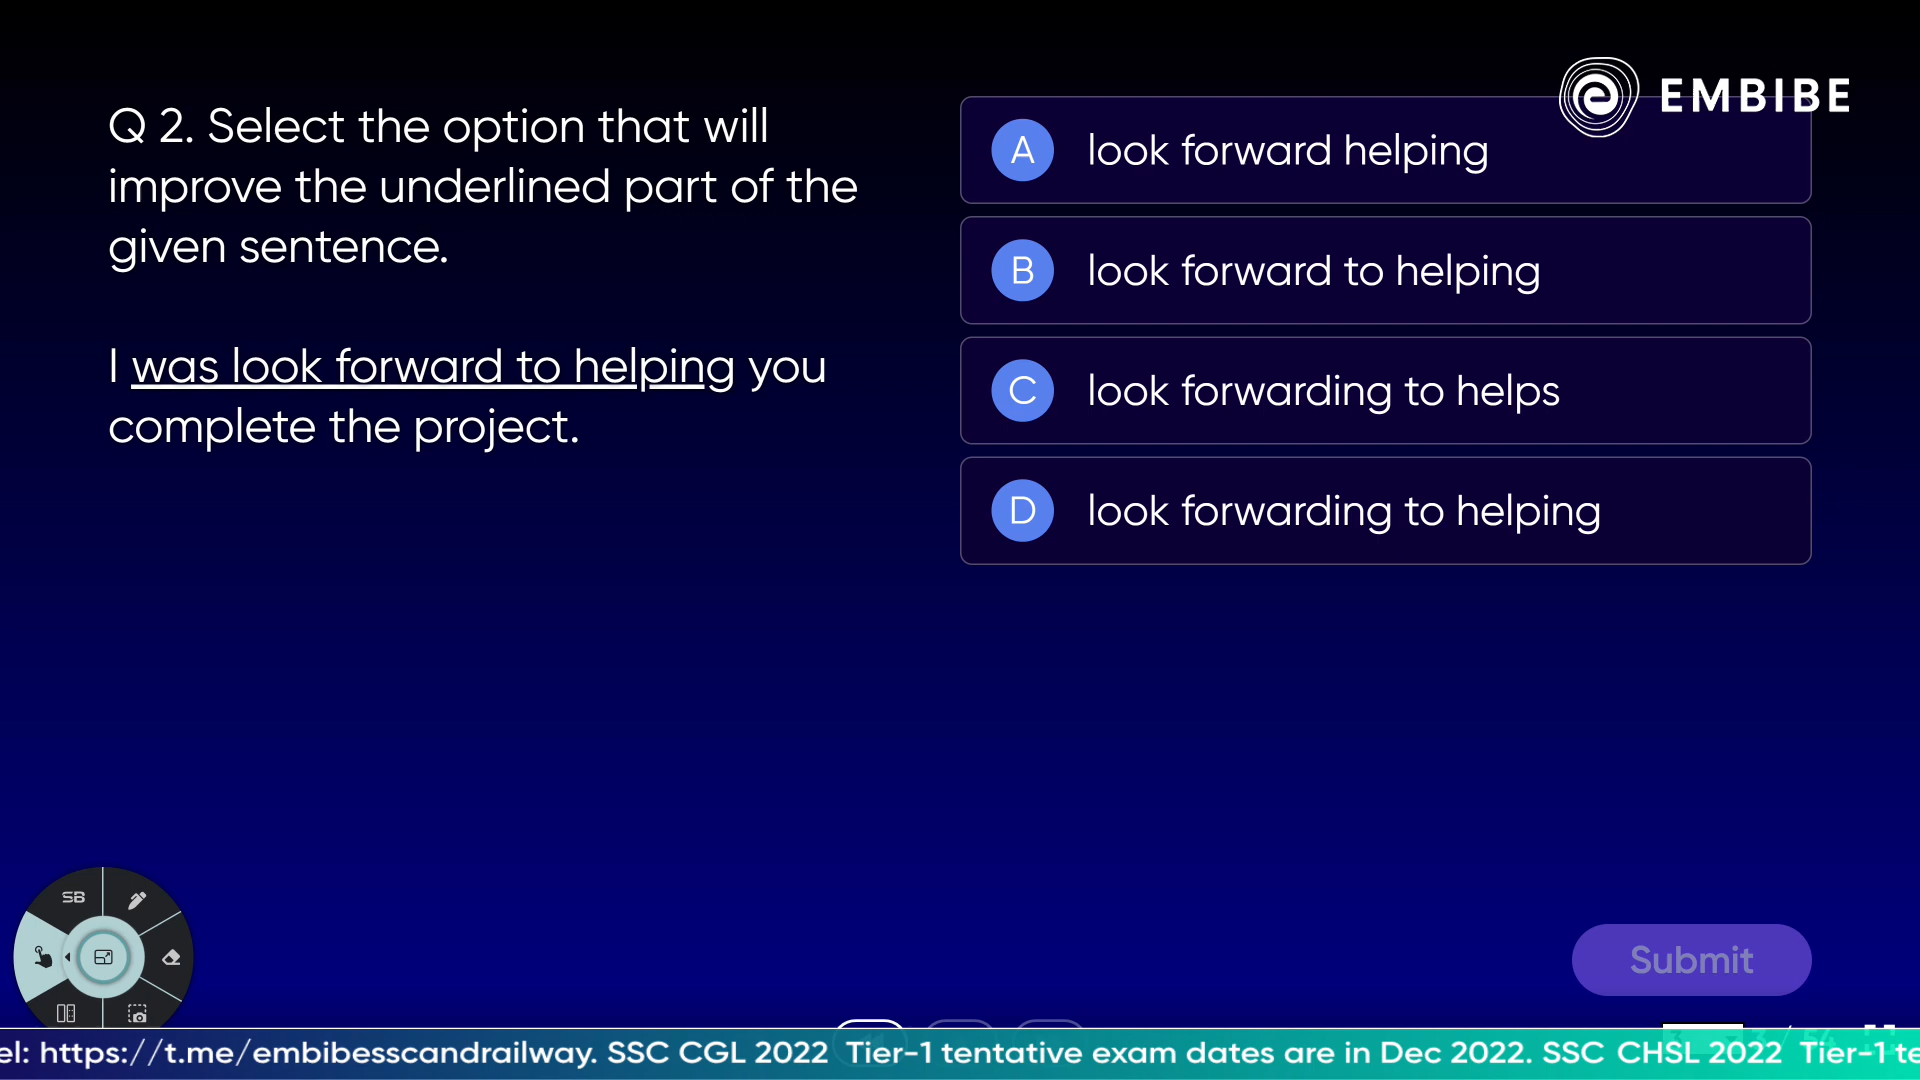 EMBIBE
Q 2. Select the option that will
improve the underlined part of the
given sentence.
I was look forward to helping you
complete the project.
A look forward helping
B look forward to helping
C look forwarding to helps
D look forwarding to helping
SB
Submit
el: https://t.me/embibesscandrailway. SSC CGL 2022 Tier-1 tentative exam dates are in Dec 2022. SSC CHSL 2022 Tier-1 te